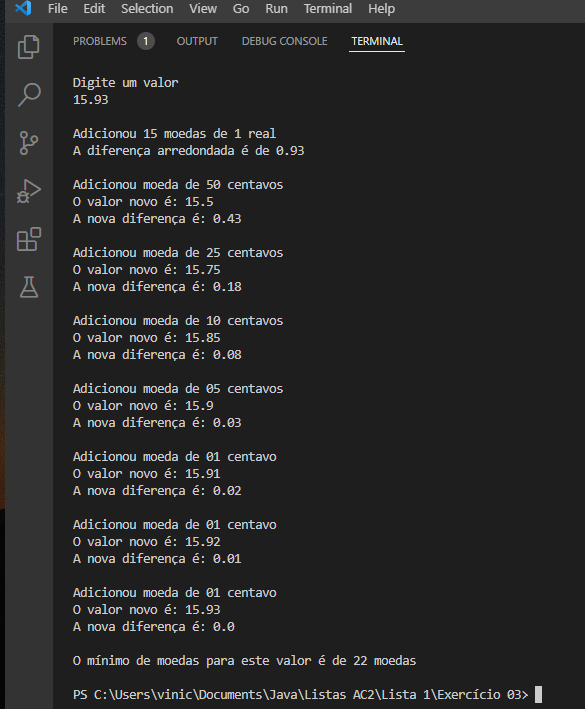 File Edit Selection View Go Run Terminal Help
PROBLEMS 1 OUTPUT DEBUG CONSOLE TERMINAL
Digite um valor
15.93
Adicionou 15 moedas de 1 real
A diferença arredondada é de 0.93
Adicionou moeda de 50 centavos
O valor novo é: 15.5
A nova diferença é: 0.43
Adicionou moeda de 25 centavos
O valor novo é: 15.75
A nova diferença é: 0.18
Adicionou moeda de 10 centavos
O valor novo é: 15.85
A nova diferença é: 0.08
Adicionou moeda de 05 centavos
O valor novo é: 15.9
A nova diferença é: 0.03
Adicionou moeda de 01 centavo
O valor novo é: 15.91
A nova diferença é: 0.02
Adicionou moeda de 01 centavo
O valor novo é: 15.92
A nova diferença é: 0.01
Adicionou moeda de 01 centavo
O valor novo é: 15.93
A nova diferença é: 0.0
O mínimo de moedas para este valor é de 22 moedas
PS C:\Users\vinic\Documents\Java\Listas AC2\Lista 1\Exercício 03>